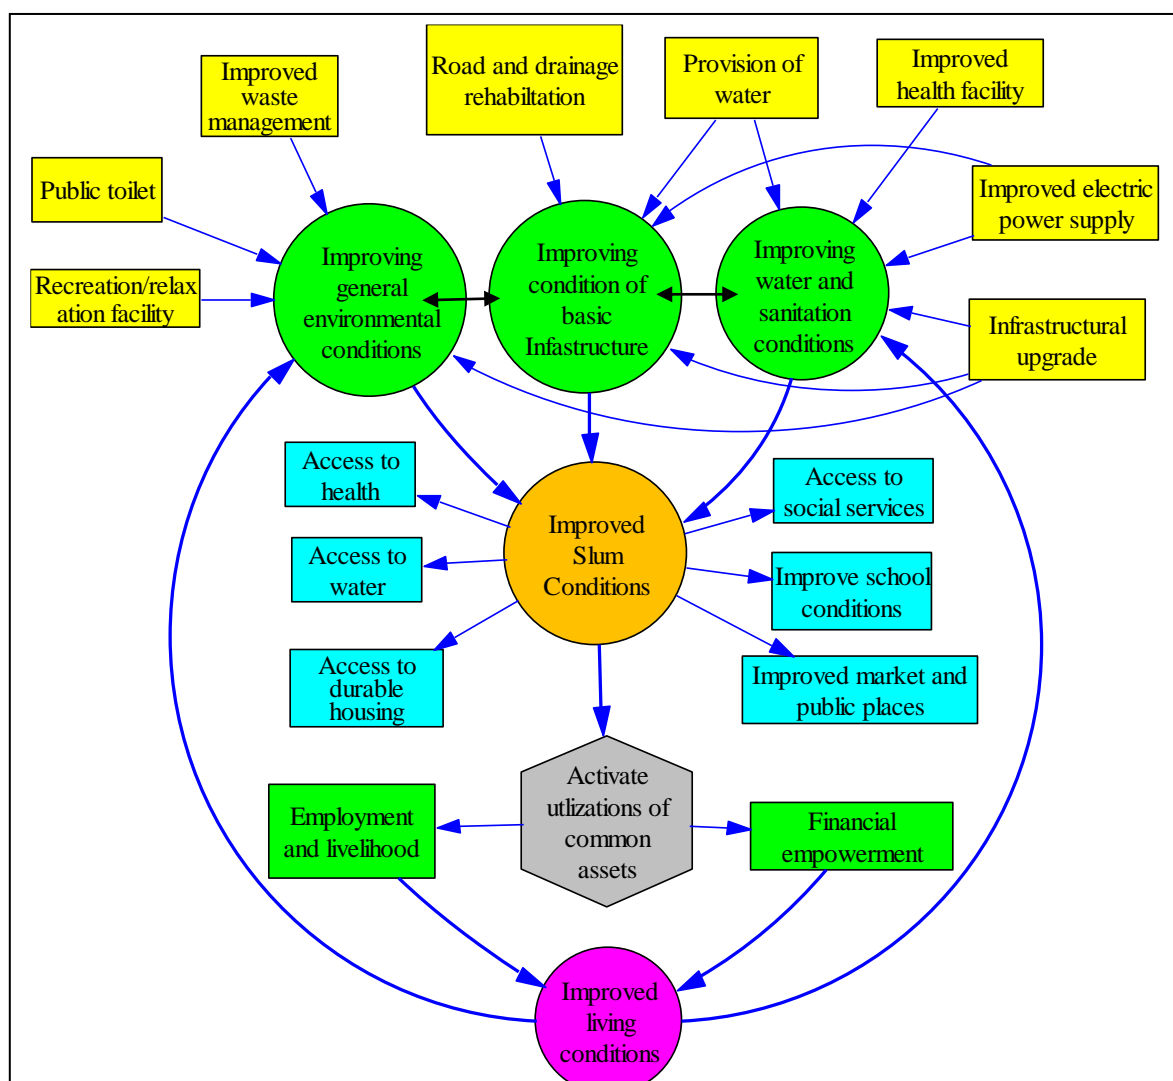 Improved
waste
management
Road and drainage
rehabiltation
Provision of
water
Improved
health facility
Public toilet
Improved electric
power supply
Recreation/relax
ation facility
Improving
general
environmental
conditions
Improving
condition of
basic
Infastructure
Improving
water and
sanitation
conditions
Infrastructural
upgrade
Access to
health
Access to
water
Access to
durable
housing
Improved
Slum
Conditions
Access to
social services
Improve school
conditions
Improved market and
public places
Activate
utlizations of
common
assets
Employment
and livelihood
Financial
empowerment
Improved
living
conditions